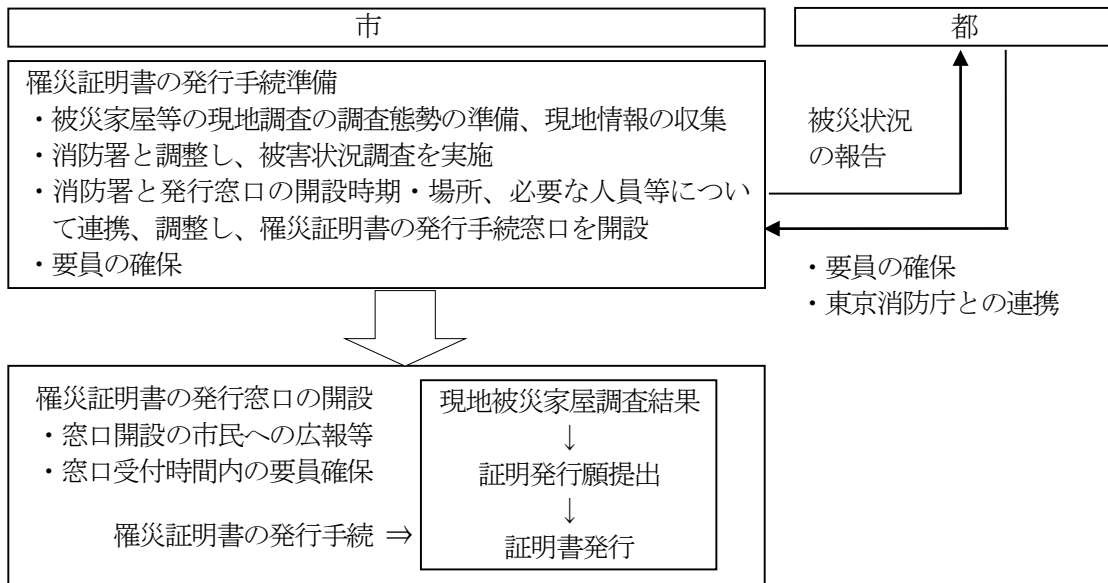 市
都
罹災証明書の発行手続準備
・被災家屋等の現地調査の調査態勢の準備、現地情報の収集
・消防署と調整し、被害状況調査を実施
・消防署と発行窓口の開設時期・場所、必要な人員等につい
て連携、調整し、罹災証明書の発行手続窓口を開設
・要員の確保
被災状況
の報告
・要員の確保
・東京消防庁との連携
罹災証明書の発行窓口の開設
・窓口開設の市民への広報等
・窓口受付時間内の要員確保
罹災証明書の発行手続 ⇒
現地被災家屋調査結果
↓
証明発行願提出
↓
証明書発行